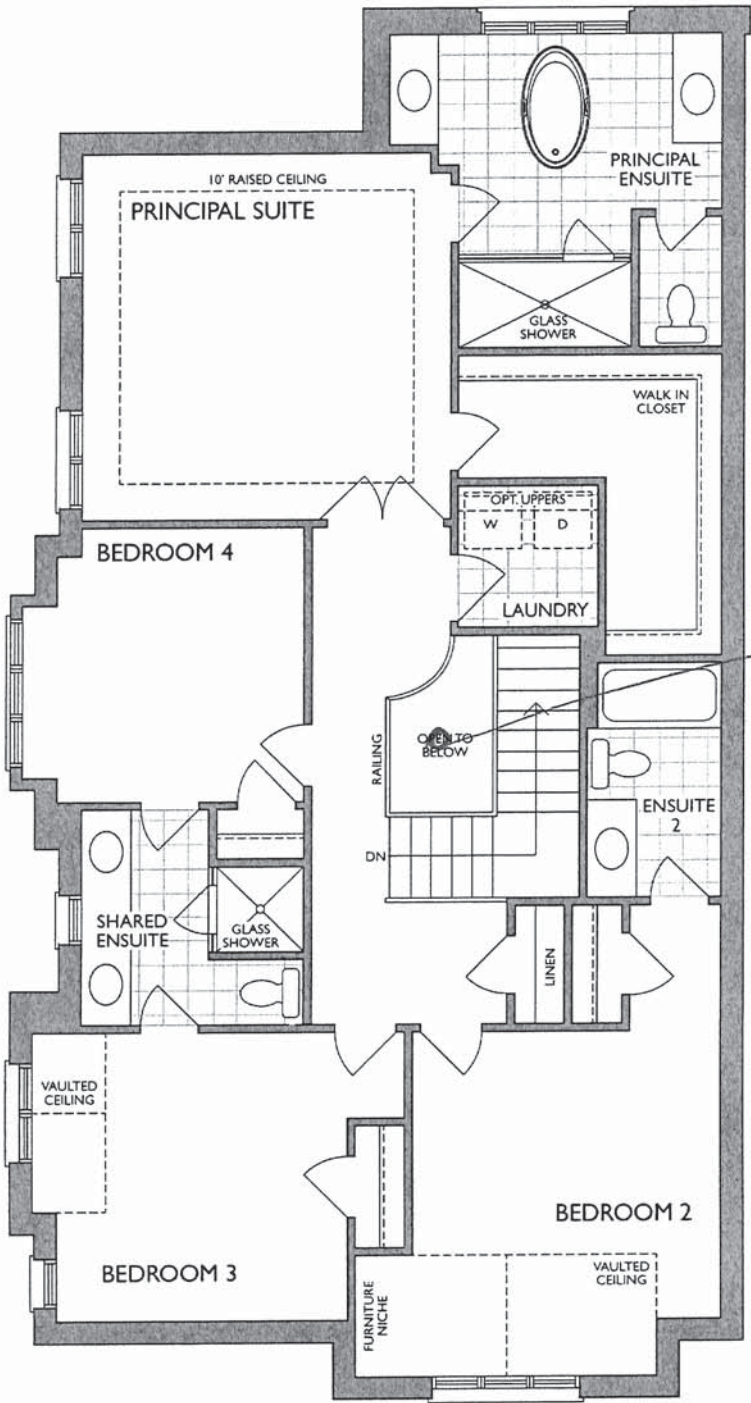 PRINCIPAL
ENSUITE
10' RAISED CEILING
PRINCIPAL SUITE
GLASS
SHOWER
WALK IN
CLOSET
OPT. UPPERS
W
D
LAUNDRY
BEDROOM 4
RAILING
OPEN TO
BELOW
DN
ENSUITE
2
SHARED
ENSUITE
GLASS
SHOWER
LINEN
VAULTED
CEILING
BEDROOM 3
BEDROOM 2
VAULTED
CEILING
FURNITURE
NICHE